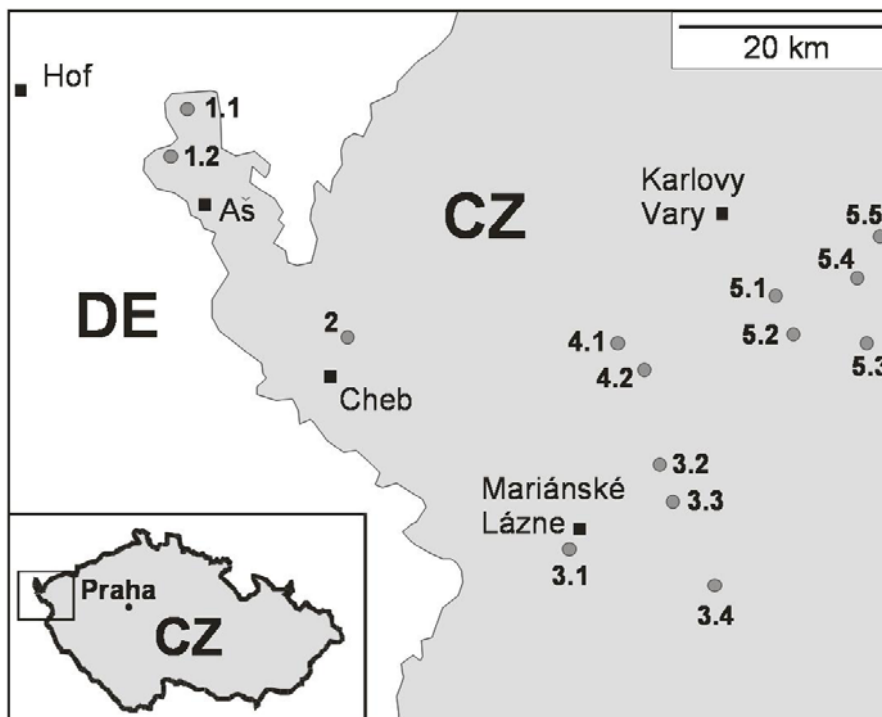 20 km
Hof
1.1
1.2
Aš
CZ
Karlovy
Vary
5.5
5.4
5.1
DE
2
4.1
5.2
5.3
4.2
Cheb
3.2
Mariánské
Lázne
3.3
3.1
3.4
Praha
CZ